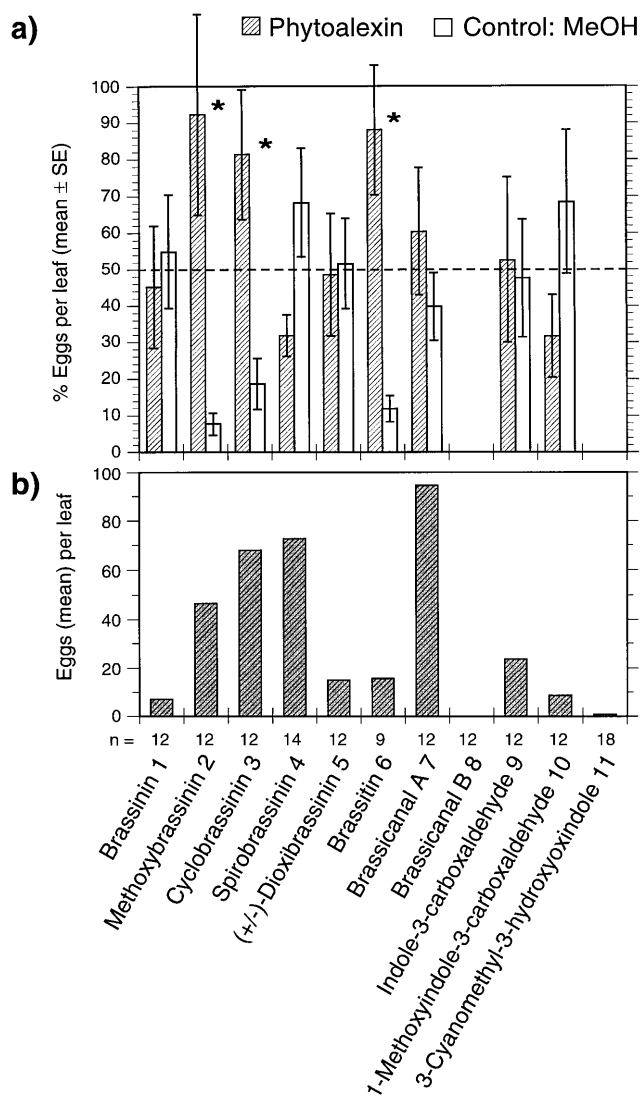 a)
Phytoalexin
Control: MeOH
% Eggs per leaf (mean ± SE)
100
90
80
70
60
50
40
30
20
10
0
*
*
*
b)
Eggs (mean) per leaf
100
80
60
40
20
0
n = 12 12 12 14 12 9 12 12 12 12 18
Brassinin 1
Methoxybrassinin 2
Cyclobrassinin 3
Spirobrassinin 4
(+/-)-Dioxibrassinin 5
Brassitin 6
Brassicanal A 7
Brassicanal B 8
Indole-3-carboxaldehyde 9
1-Methoxyindole-3-carboxaldehyde 10
3-Cyanomethyl-3-hydroxyoxindole 11